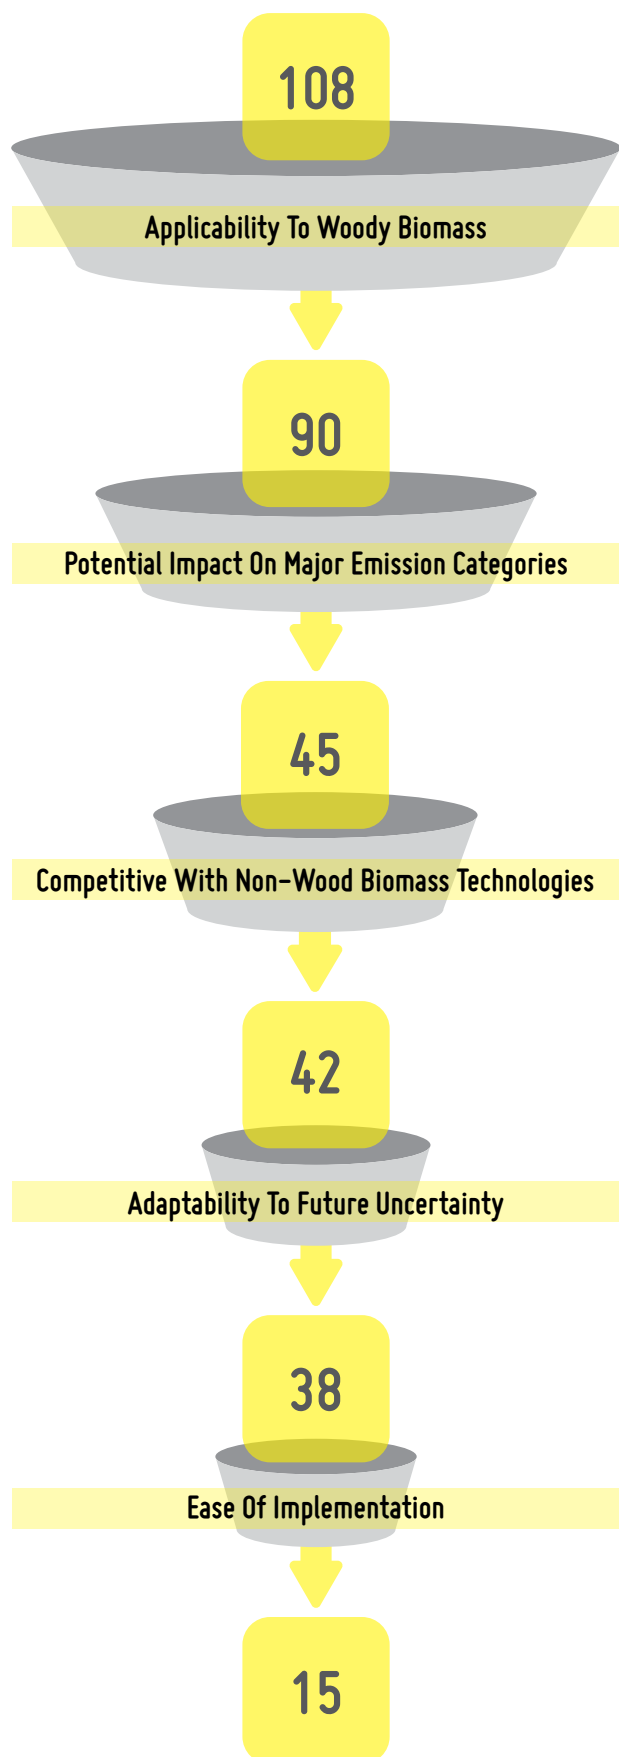 108
Applicability To Woody Biomass
90
Potential Impact On Major Emission Categories
45
Competitive With Non-Wood Biomass Technologies
42
Adaptability To Future Uncertainty
38
Ease Of Implementation
15